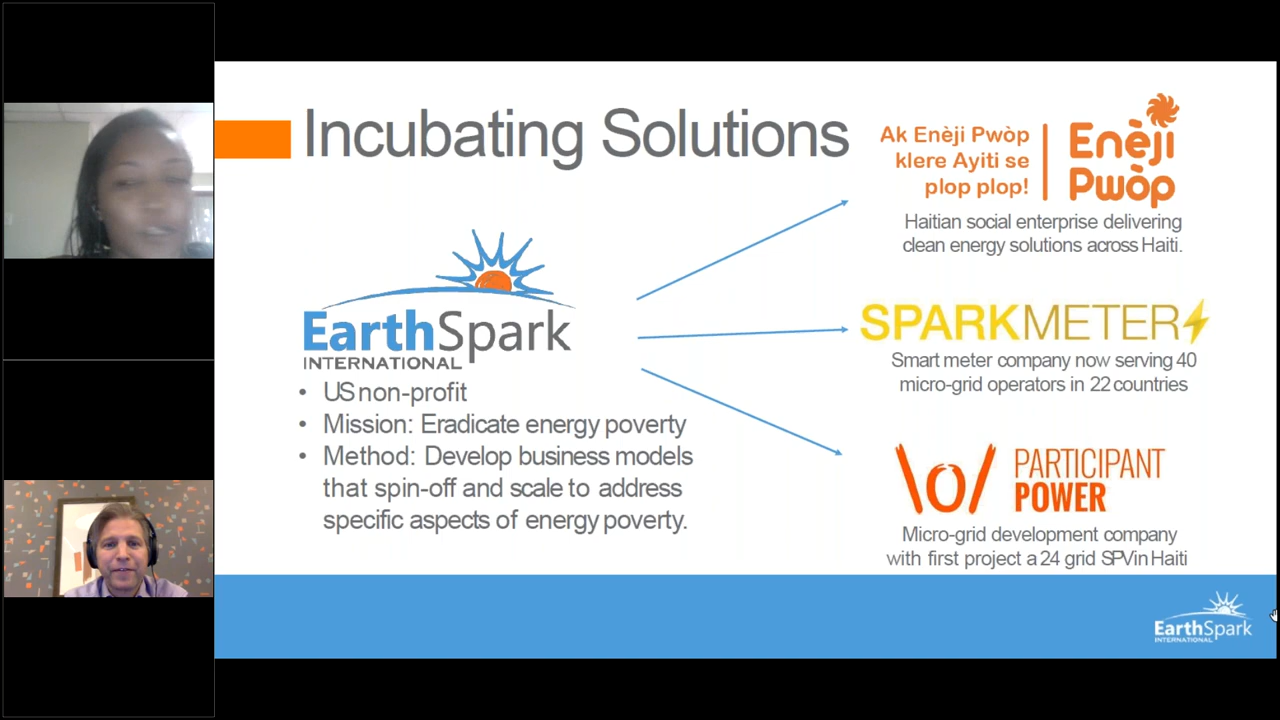 Incubating Solutions
EarthSpark
INTERNATIONAL
• US non-profit
• Mission: Eradicate energy poverty
• Method: Develop business models
that spin-off and scale to address
specific aspects of energy poverty.
Ak Enèji Pwòp
klere Ayiti se
plop plop!
Enèji
Pwòp
Haitian social enterprise delivering
clean energy solutions across Haiti.
SPARKMETER
Smart meter company now serving 40
micro-grid operators in 22 countries
\o/ PARTICIPANT
POWER
Micro-grid development company
with first project a 24 grid SPV in Haiti
EarthSpark
INTERNATIONAL